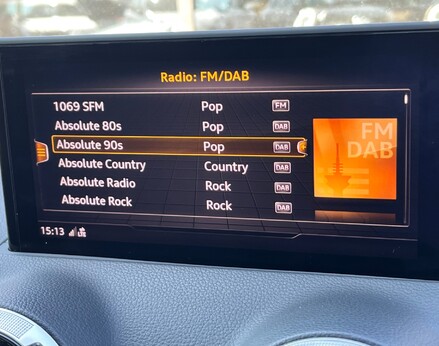 Radio: FM/DAB
1069 SFM Pop FM
Absolute 80s Pop DAB
Absolute 90s Pop DAB
Absolute Country Country DAB
Absolute Radio Rock DAB
Absolute Rock Rock DAB
FM
DAB
15:13 LTE